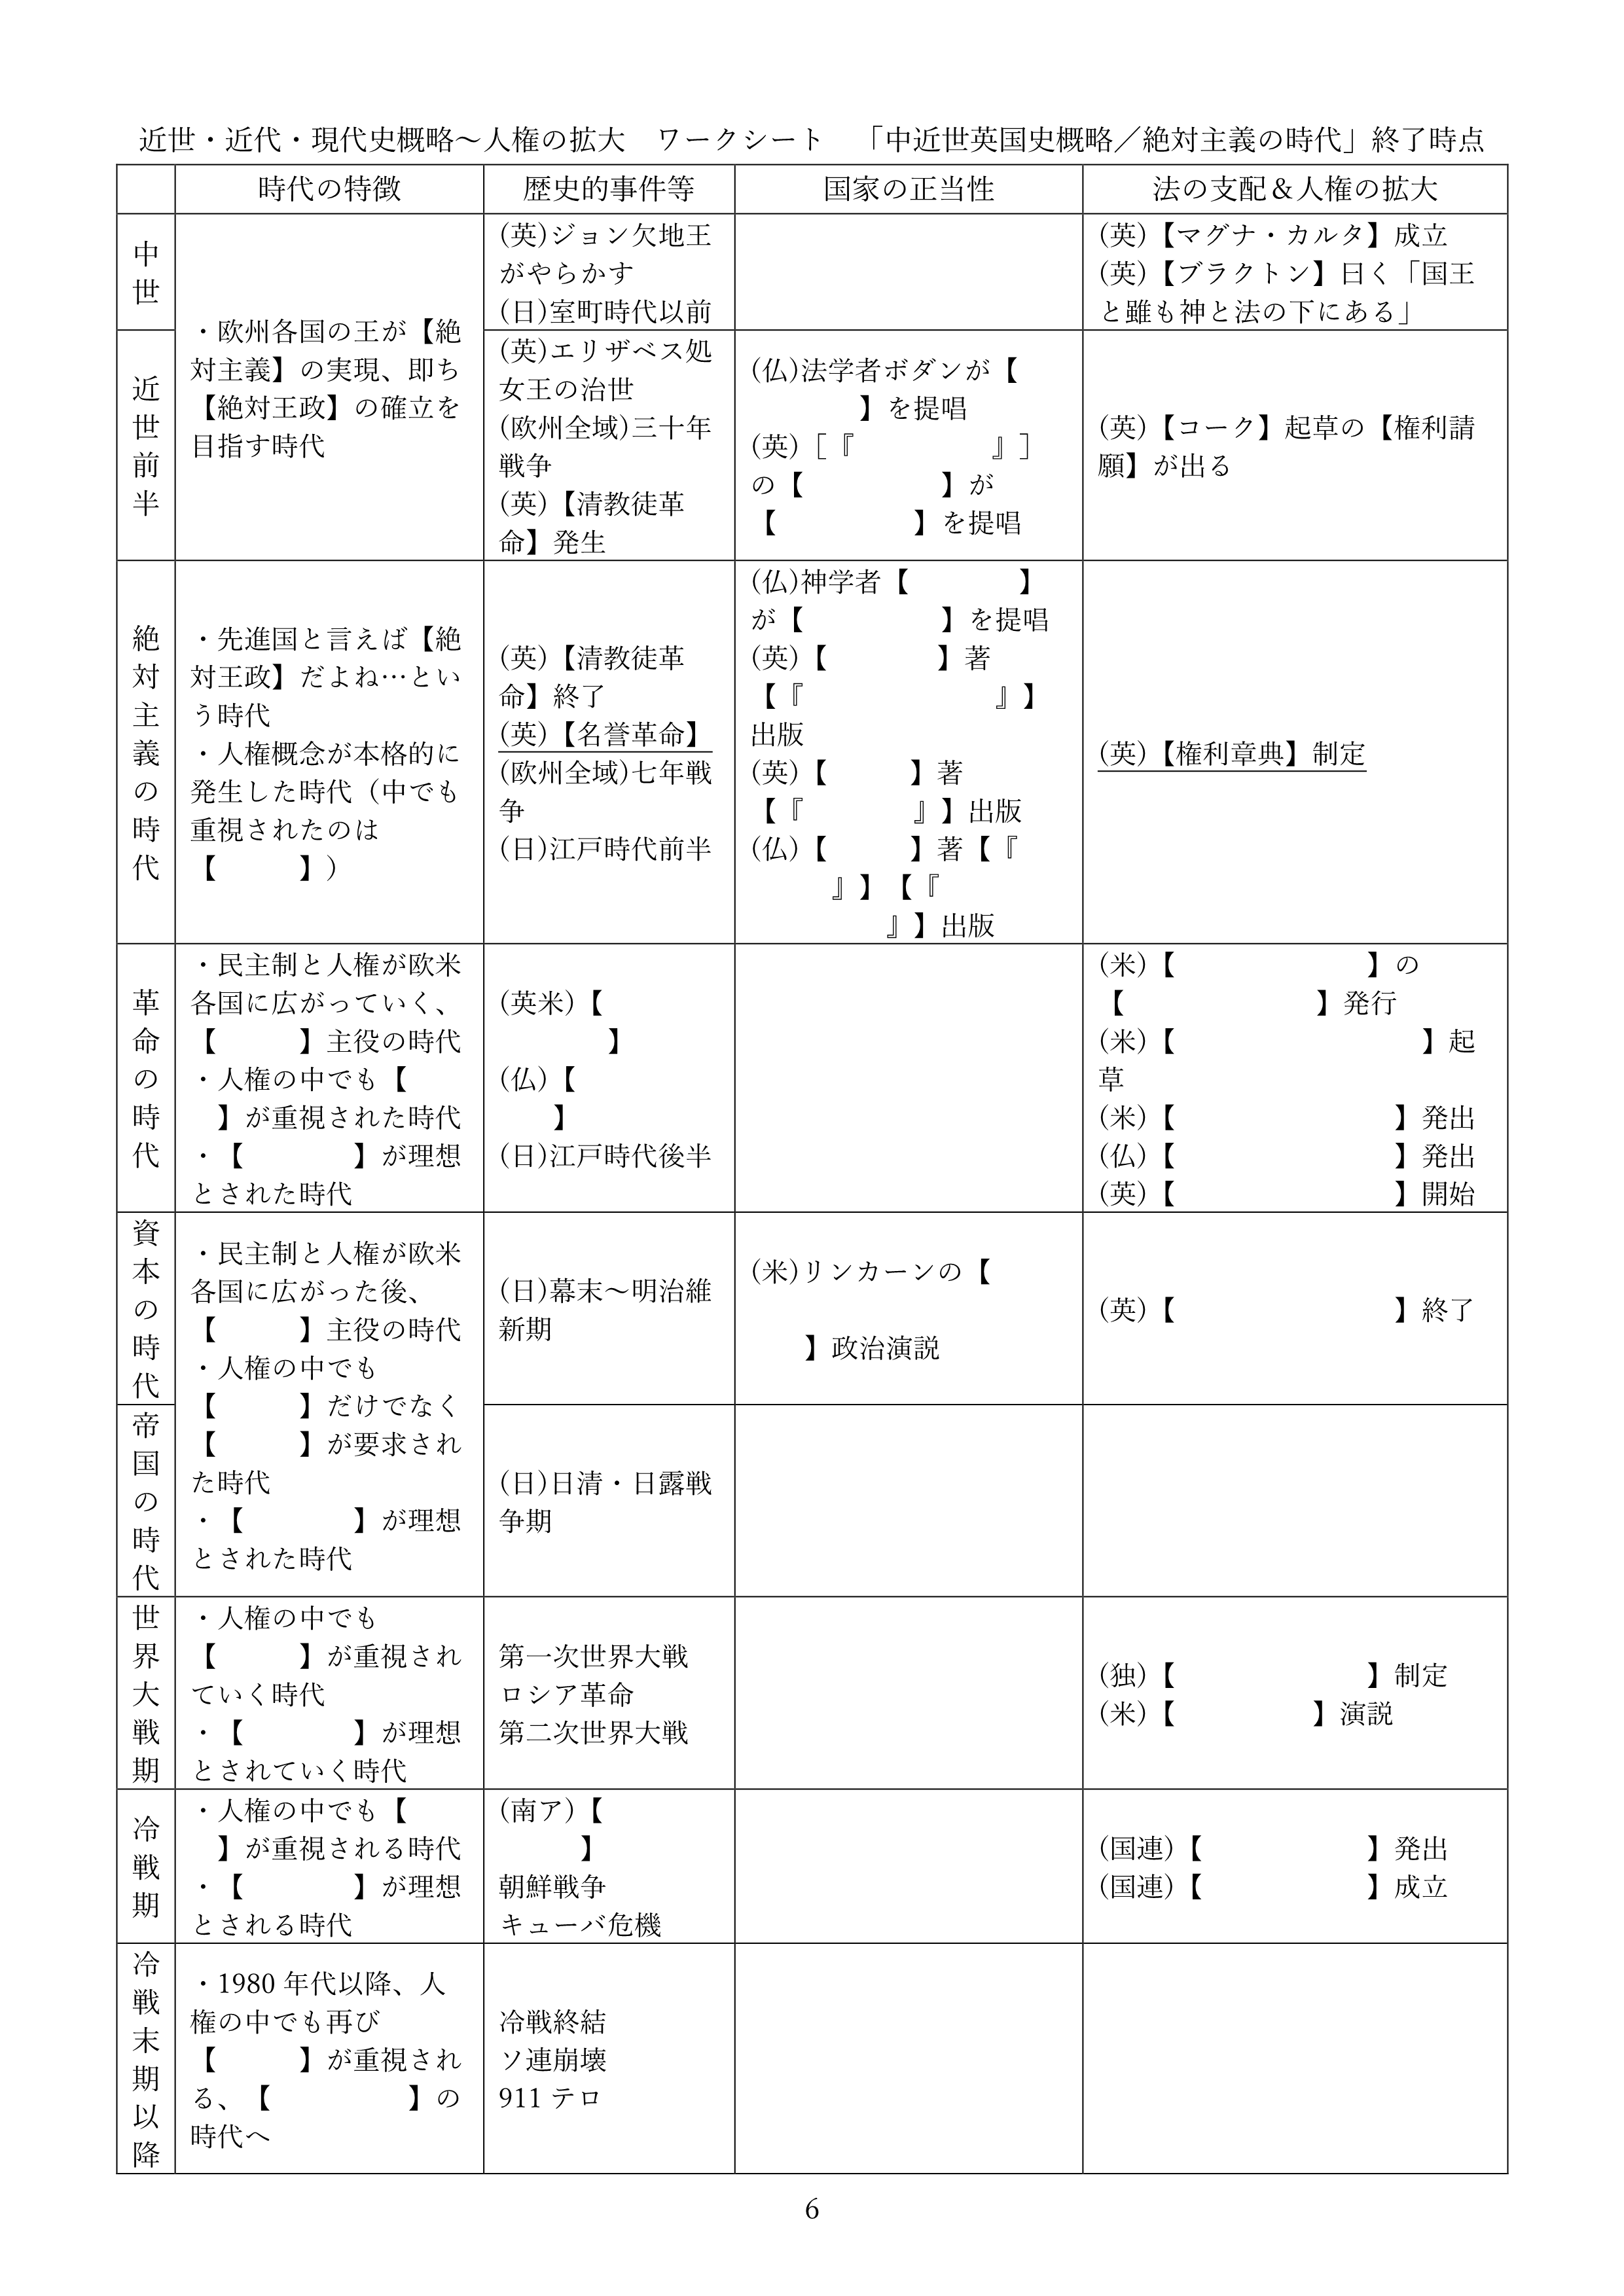 近世・近代・現代史概略～人権の拡大　ワークシート　「中近世英国史概略／絶対主義の時代」終了時点
時代の特徴
歴史的事件等
国家の正当性
法の支配＆人権の拡大
中世
・欧州各国の王が【絶
対主義】の実現、即ち
【絶対王政】の確立を
目指す時代
(英)ジョン欠地王
がやらかす
(日)室町時代以前
(英)【マグナ・カルタ】成立
(英)【ブラクトン】曰く「国王
と雖も神と法の下にある」
近世前半
(英)エリザベス処
女王の治世
(欧州全域)三十年
戦争
(英)【清教徒革
命】発生
(仏)法学者ボダンが【
　　　　】を提唱
(英)［『　　　　　』］
の【　　　　　】が
【　　　　　】を提唱
(英)【コーク】起草の【権利請
願】が出る
絶対主義の時代
・先進国と言えば【絶
対王政】だよね…とい
う時代
・人権概念が本格的に
発生した時代（中でも
重視されたのは
【　　　】）
(英)【清教徒革
命】終了
(英)【名誉革命】
(欧州全域)七年戦
争
(日)江戸時代前半
(仏)神学者【　　　　】
が【　　　　　】を提唱
(英)【　　　　】著
【『　　　　　　　』】
出版
(英)【　　　】著
【『　　　　』】出版
(仏)【　　　】著【『
　　　』】【『
　　　　　』】出版
(英)【権利章典】制定
革命の時代
・民主制と人権が欧米
各国に広がっていく、
【　　　】主役の時代
・人権の中でも【
　】が重視された時代
・【　　　　】が理想
とされた時代
(英米)【
　　　　】
(仏)【
　　】
(日)江戸時代後半
(米)【　　　　　　　】の
【　　　　　　　】発行
(米)【　　　　　　　　　】起
草
(米)【　　　　　　　　】発出
(仏)【　　　　　　　　】発出
(英)【　　　　　　　　】開始
資本の時代
・民主制と人権が欧米
各国に広がった後、
【　　　】主役の時代
・人権の中でも
【　　　】だけでなく
【　　　】が要求され
た時代
・【　　　　】が理想
とされた時代
(日)幕末～明治維
新期
(米)リンカーンの【
　　】政治演説
(英)【　　　　　　　　】終了
帝国の時代
(日)日清・日露戦
争期
世界大戦期
・人権の中でも
【　　　】が重視され
ていく時代
・【　　　　】が理想
とされていく時代
第一次世界大戦
ロシア革命
第二次世界大戦
(独)【　　　　　　　】制定
(米)【　　　　　】演説
冷戦期
・人権の中でも【
　】が重視される時代
・【　　　　】が理想
とされる時代
(南ア)【
　　　】
朝鮮戦争
キューバ危機
(国連)【　　　　　　】発出
(国連)【　　　　　　】成立
冷戦末期以降
・1980 年代以降、人
権の中でも再び
【　　　】が重視され
る、【　　　　　】の
時代へ
冷戦終結
ソ連崩壊
911 テロ
6